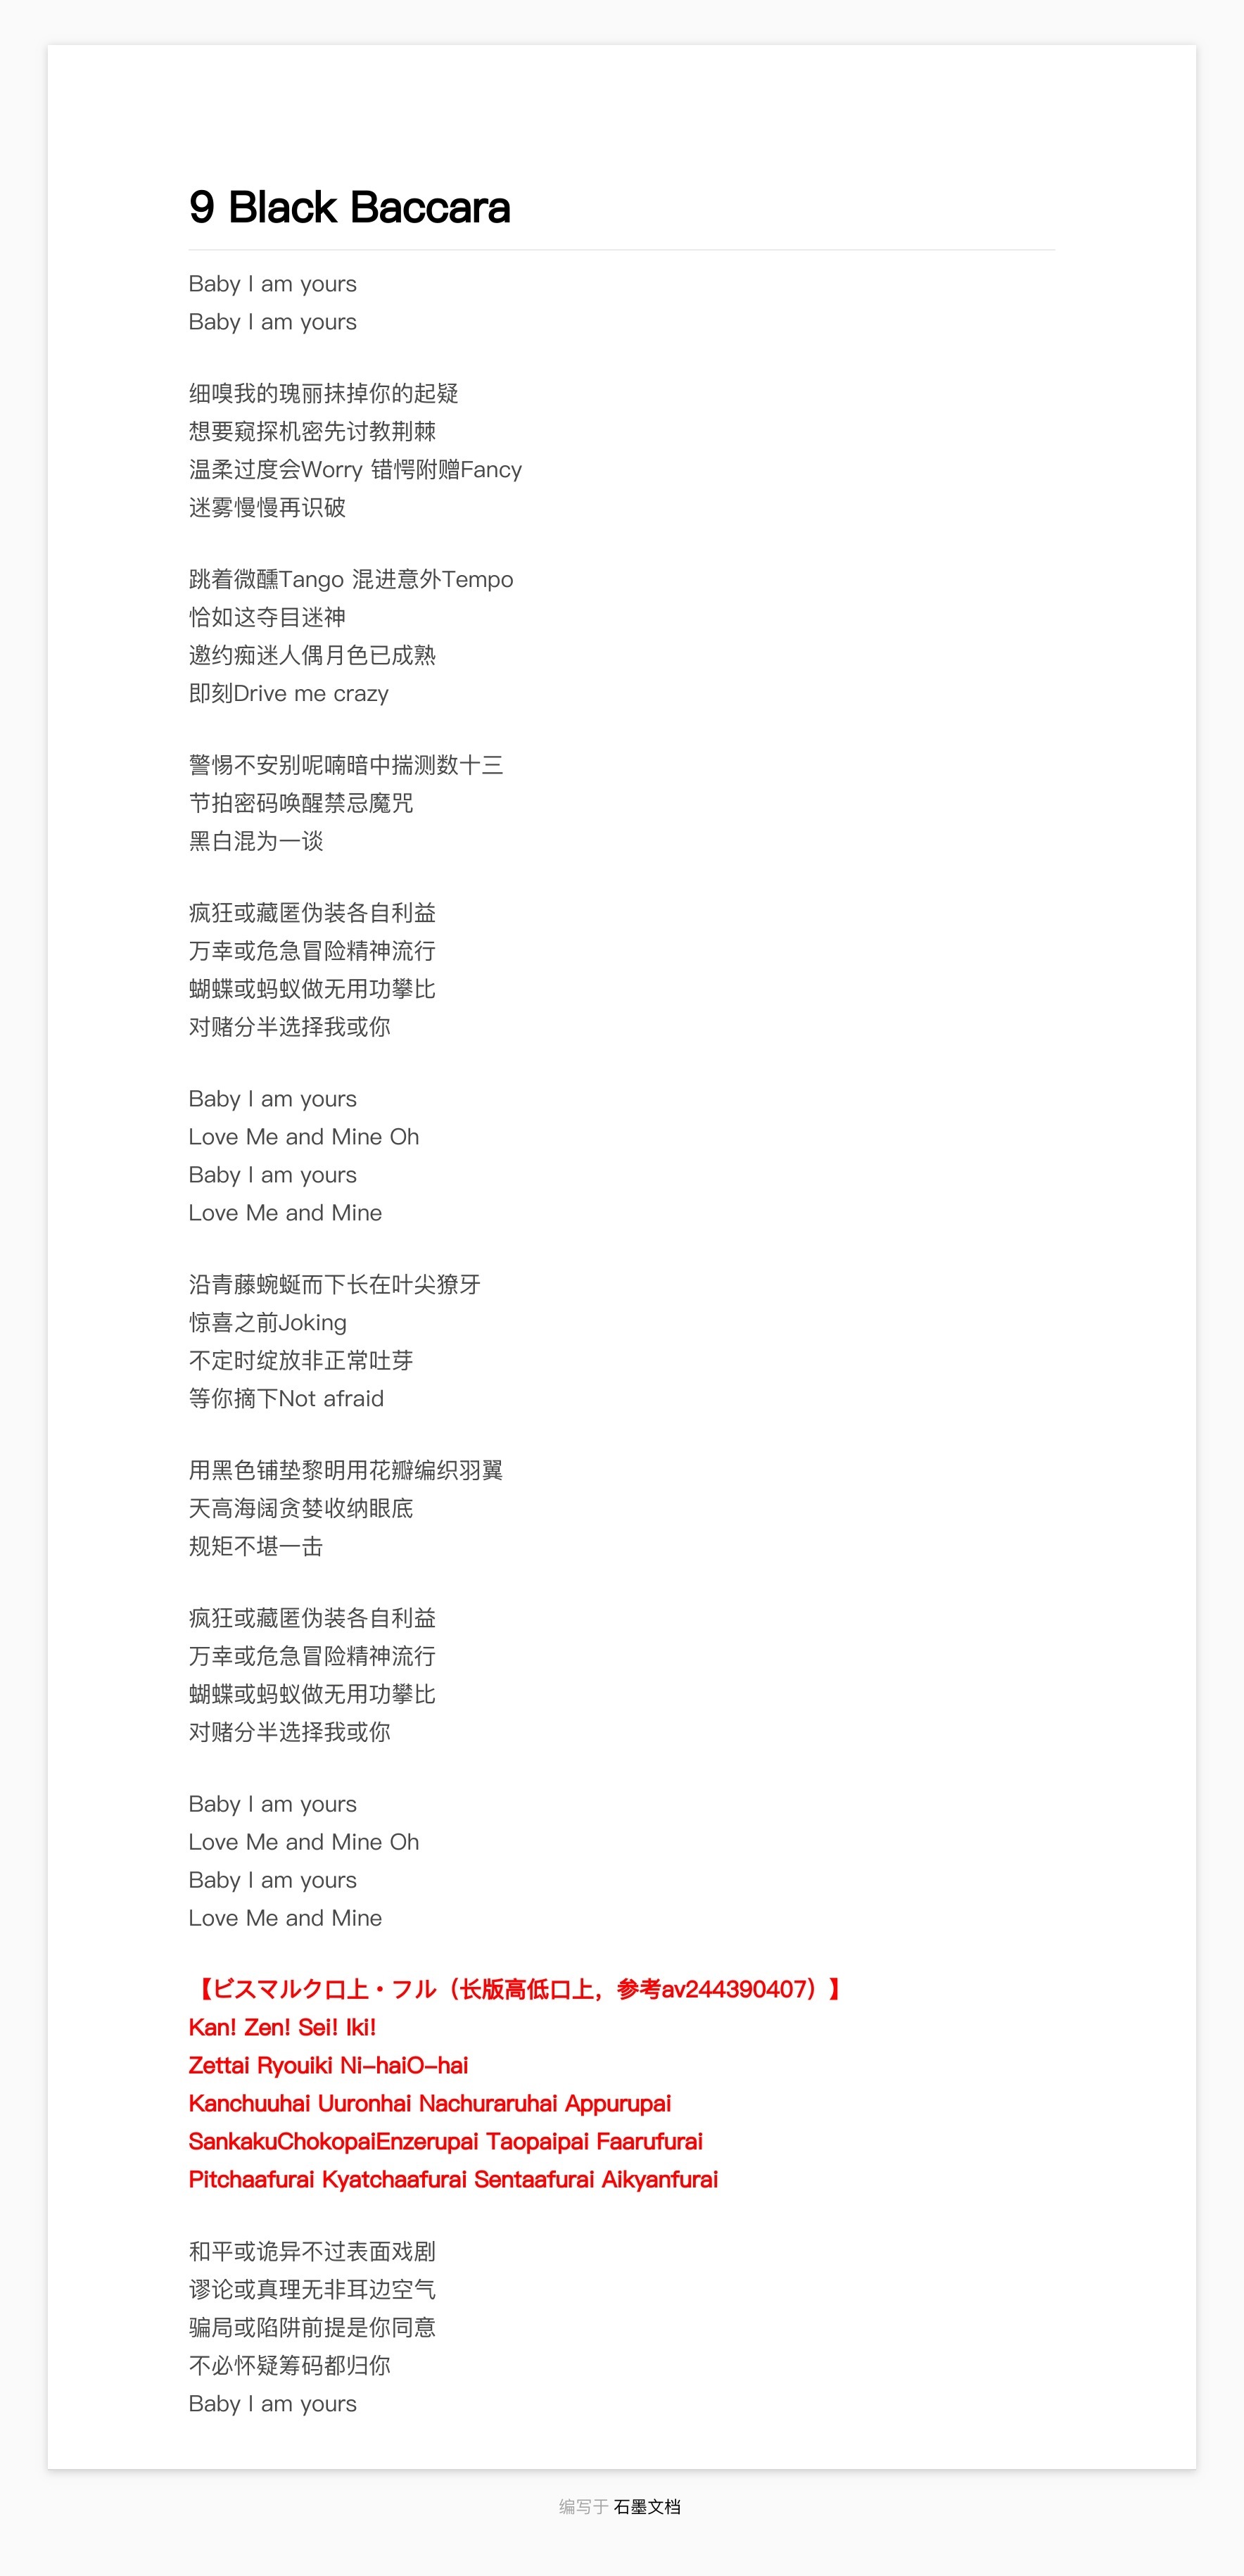 9 Black Baccara
Baby I am yours
Baby I am yours
细嗅我的瑰丽抹掉你的起疑
想要窥探机密先讨教荆棘
温柔过度会Worry 错愕附赠Fancy
迷雾慢慢再识破
跳着微醺Tango 混进意外Tempo
恰如这夺目迷神
邀约痴迷人偶月色已成熟
即刻Drive me crazy
警惕不安别呢喃暗中揣测数十三
节拍密码唤醒禁忌魔咒
黑白混为一谈
疯狂或藏匿伪装各自利益
万幸或危急冒险精神流行
蝴蝶或蚂蚁做无用功攀比
对赌分半选择我或你
Baby I am yours
Love Me and Mine Oh
Baby I am yours
Love Me and Mine
沿青藤蜿蜒而下长在叶尖獠牙
惊喜之前Joking
不定时绽放非正常吐芽
等你摘下Not afraid
用黑色铺垫黎明用花瓣编织羽翼
天高海阔贪婪收纳眼底
规矩不堪一击
疯狂或藏匿伪装各自利益
万幸或危急冒险精神流行
蝴蝶或蚂蚁做无用功攀比
对赌分半选择我或你
Baby I am yours
Love Me and Mine Oh
Baby I am yours
Love Me and Mine
【ビスマルク口上・フル（长版高低口上，参考av244390407）】
Kan! Zen! Sei! Iki!
Zettai Ryouiki Ni-haiO-hai
Kanchuuhai Uuronhai Nachuraruhai Appurupai
SankakuChokopaiEnzerupai Taopaipai Faarufurai
Pitchaafurai Kyatchaafurai Sentaafurai Aikyanfurai
和平或诡异不过表面戏剧
谬论或真理无非耳边空气
骗局或陷阱前提是你同意
不必怀疑筹码都归你
Baby I am yours
编写于 石墨文档